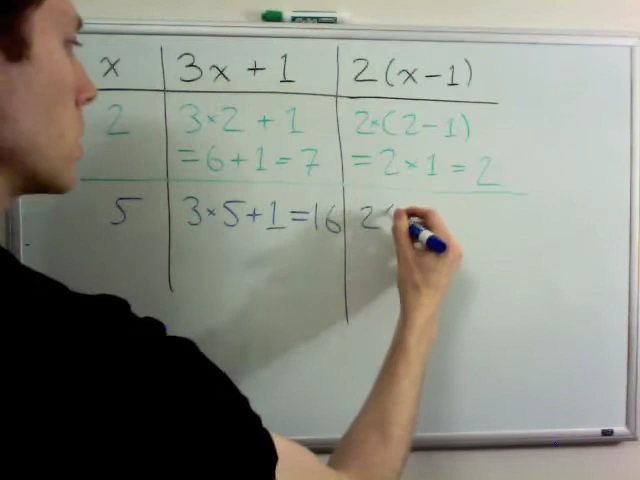 x 3x + 1 2(x-1)
2 3×2 + 1 2×(2-1)
=6+1=7 =2×1=2
5 3×5+1=16 2